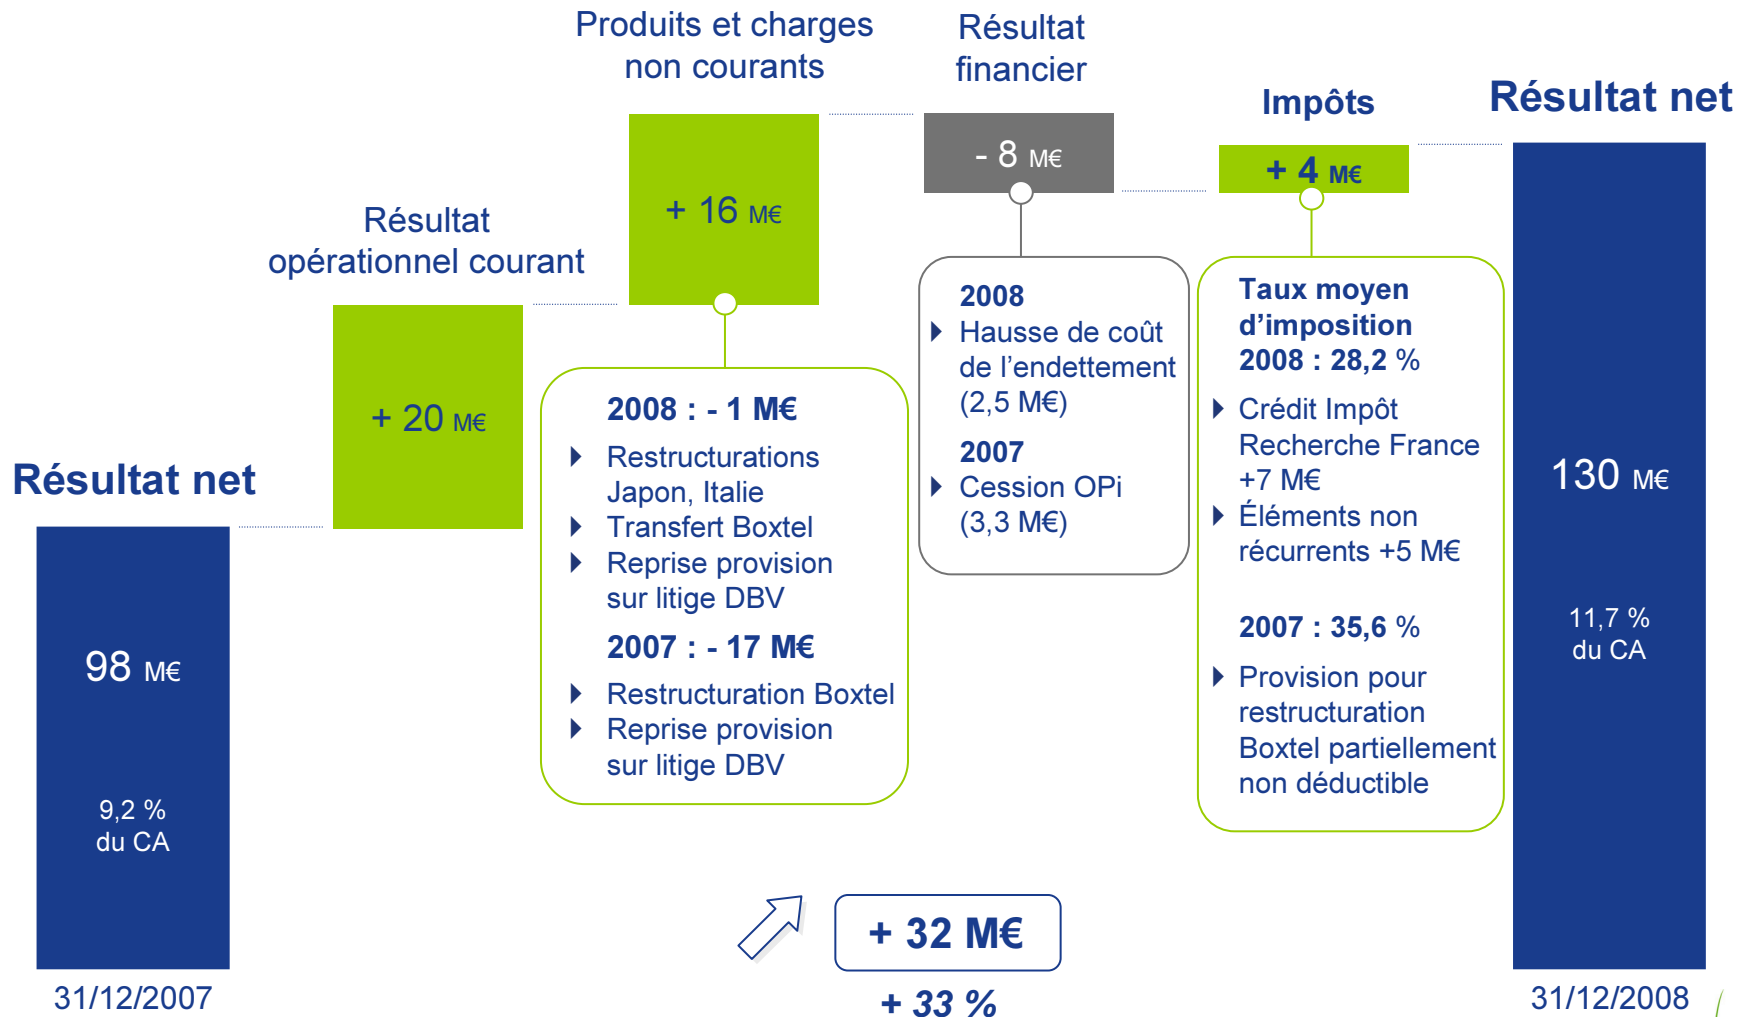 Produits et charges
non courants
Résultat
financier
Impôts
Résultat net
- 8 M€
+ 4 M€
+ 16 M€
Résultat
opérationnel courant
+ 20 M€
Résultat net
98 M€
9,2 %
du CA
31/12/2007
2008 : - 1 M€
Restructurations
Japon, Italie
Transfert Boxtel
Reprise provision
sur litige DBV
2007 : - 17 M€
Restructuration Boxtel
Reprise provision
sur litige DBV
2008
Hausse de coût
de l’endettement
(2,5 M€)
2007
Cession OPi
(3,3 M€)
Taux moyen
d’imposition
2008 : 28,2 %
Crédit Impôt
Recherche France
+7 M€
Éléments non
récurrents +5 M€
2007 : 35,6 %
Provision pour
restructuration
Boxtel partiellement
non déductible
130 M€
11,7 %
du CA
31/12/2008
+ 32 M€
+ 33 %